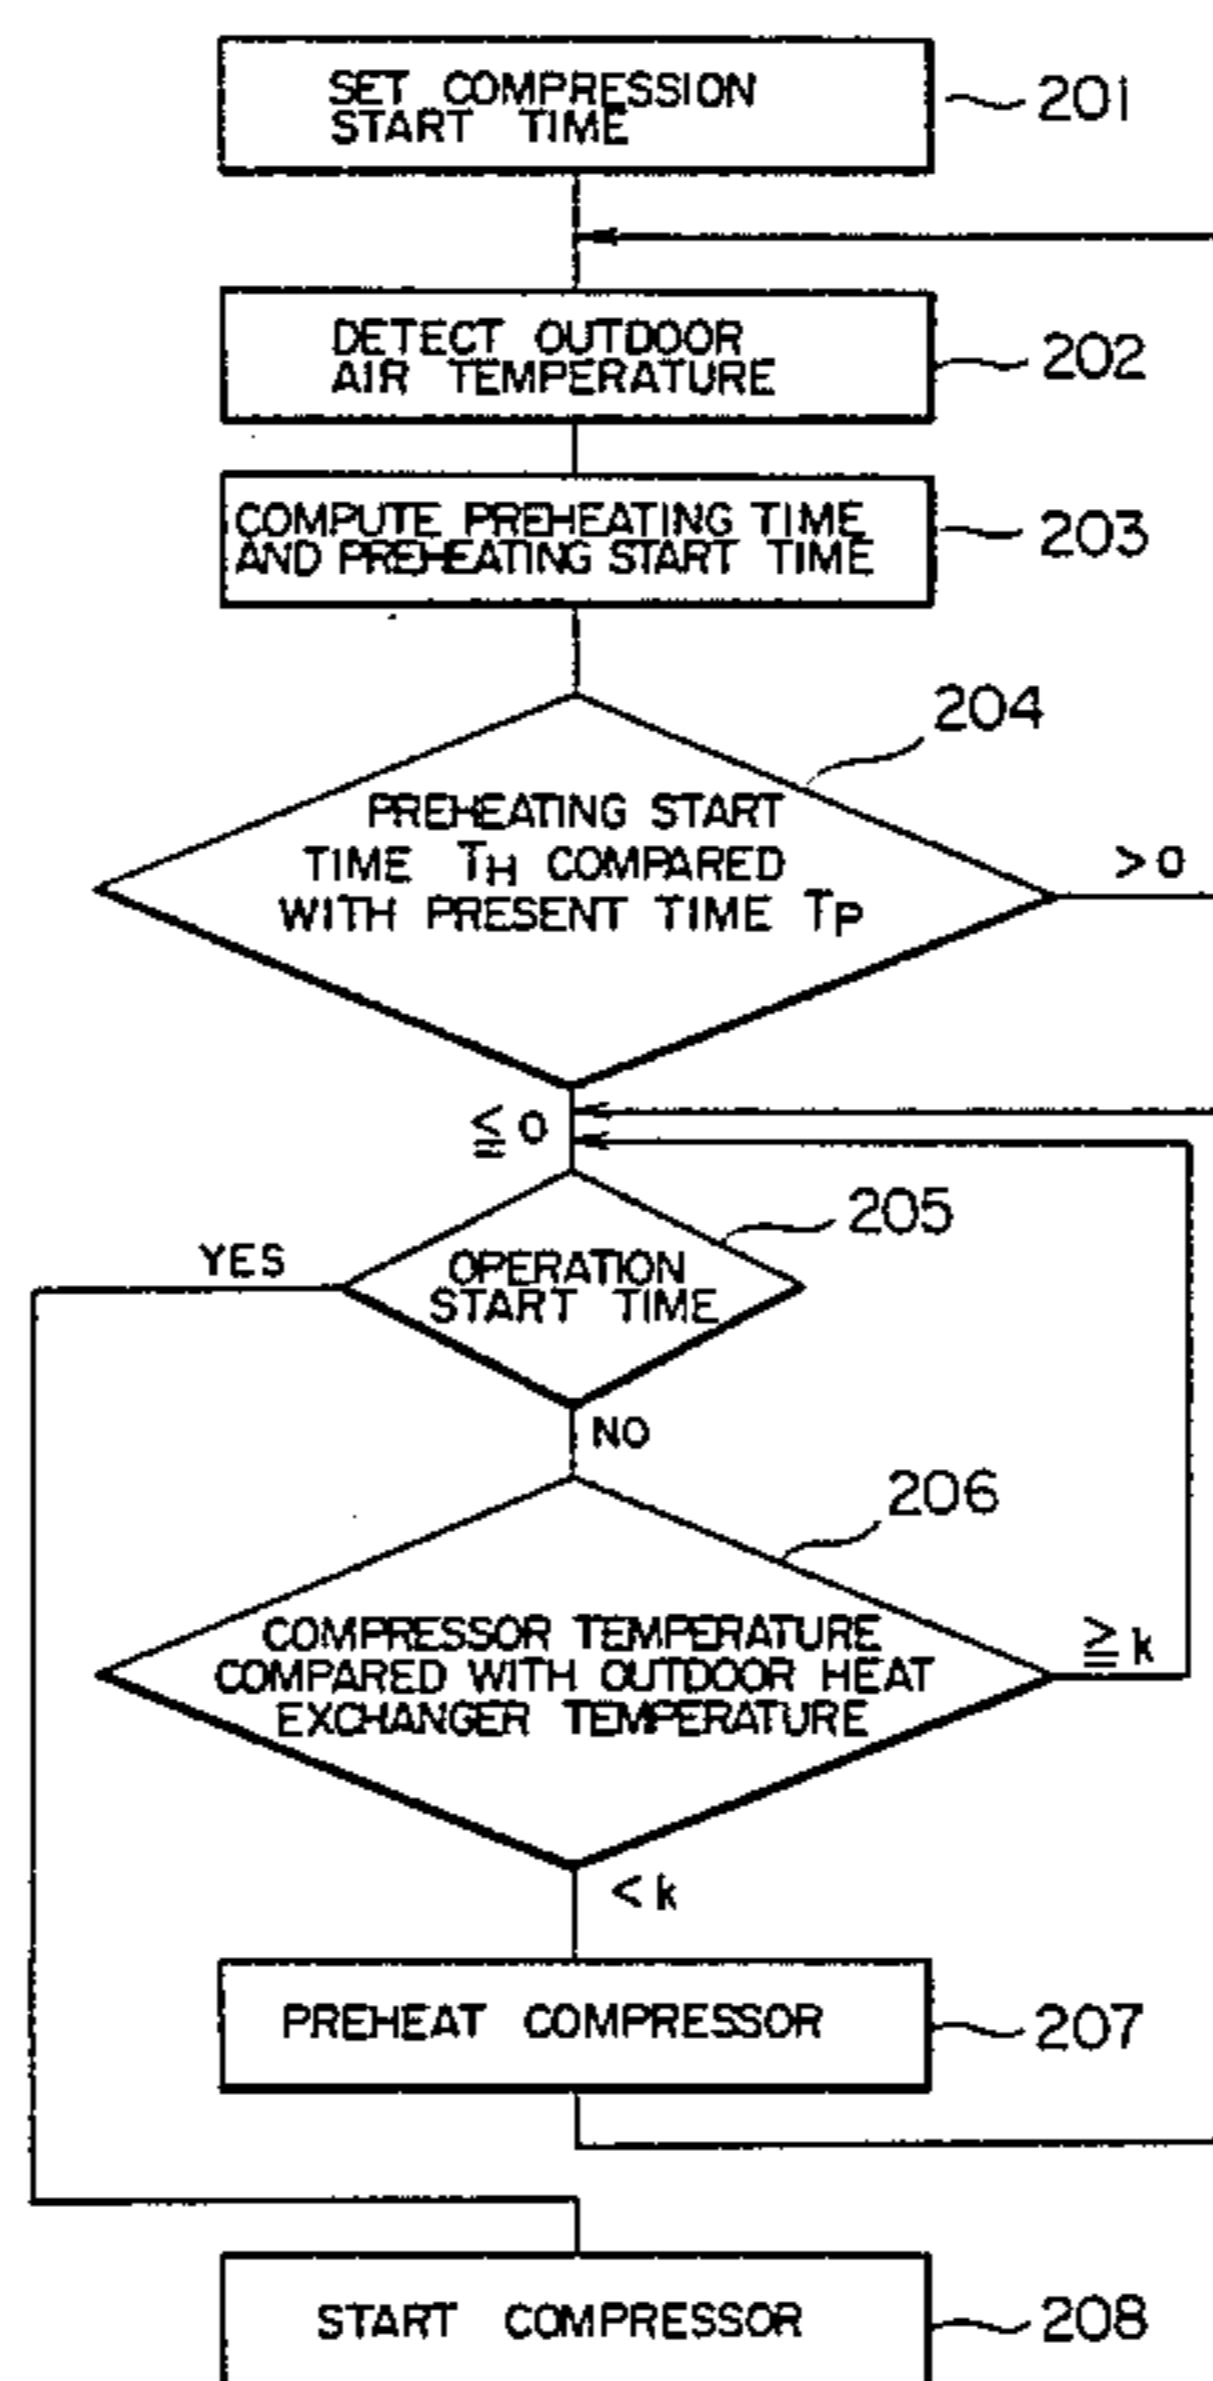 SET COMPRESSION
START TIME
201
DETECT OUTDOOR
AIR TEMPERATURE
202
COMPUTE PREHEATING TIME
AND PREHEATING START TIME
203
204
PREHEATING START
TIME TH COMPARED
WITH PRESENT TIME TP
>0
≦0
205
YES
OPERATION
START TIME
NO
206
COMPRESSOR TEMPERATURE
COMPARED WITH OUTDOOR HEAT
EXCHANGER TEMPERATURE
≧k
<k
PREHEAT COMPRESSOR
207
START COMPRESSOR
208